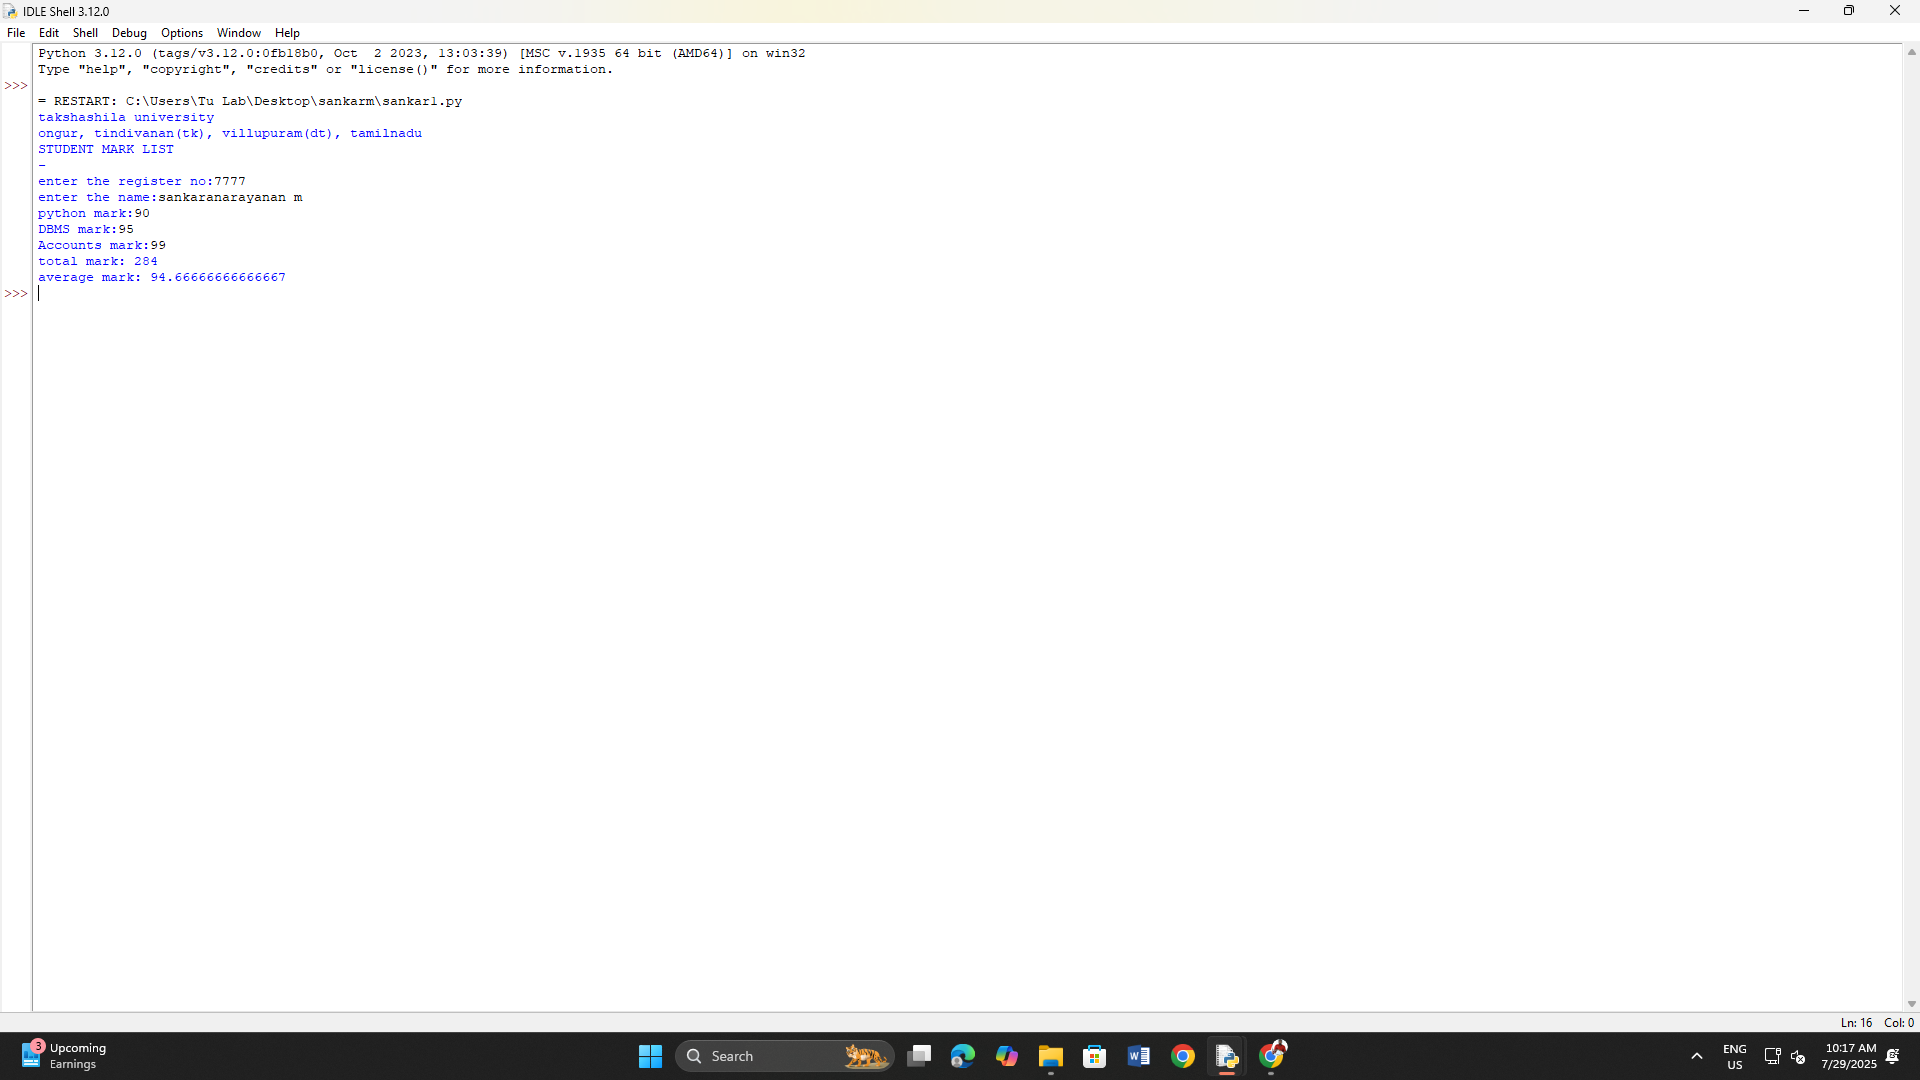 IDLE Shell 3.12.0
File Edit Shell Debug Options Window Help
Python 3.12.0 (tags/v3.12.0:0fb18b0, Oct  2 2023, 13:03:39) [MSC v.1935 64 bit (AMD64)] on win32
Type "help", "copyright", "credits" or "license()" for more information.
>>>
= RESTART: C:\Users\Tu Lab\Desktop\sankarm\sankar1.py
takshashila university
ongur, tindivanan(tk), villupuram(dt), tamilnadu
STUDENT MARK LIST
-
enter the register no:7777
enter the name:sankaranarayanan m
python mark:90
DBMS mark:95
Accounts mark:99
total mark: 284
average mark: 94.66666666666667
>>>
Ln: 16 Col: 0
3
Upcoming
Earnings
Search
ENG
US
10:17 AM
7/29/2025